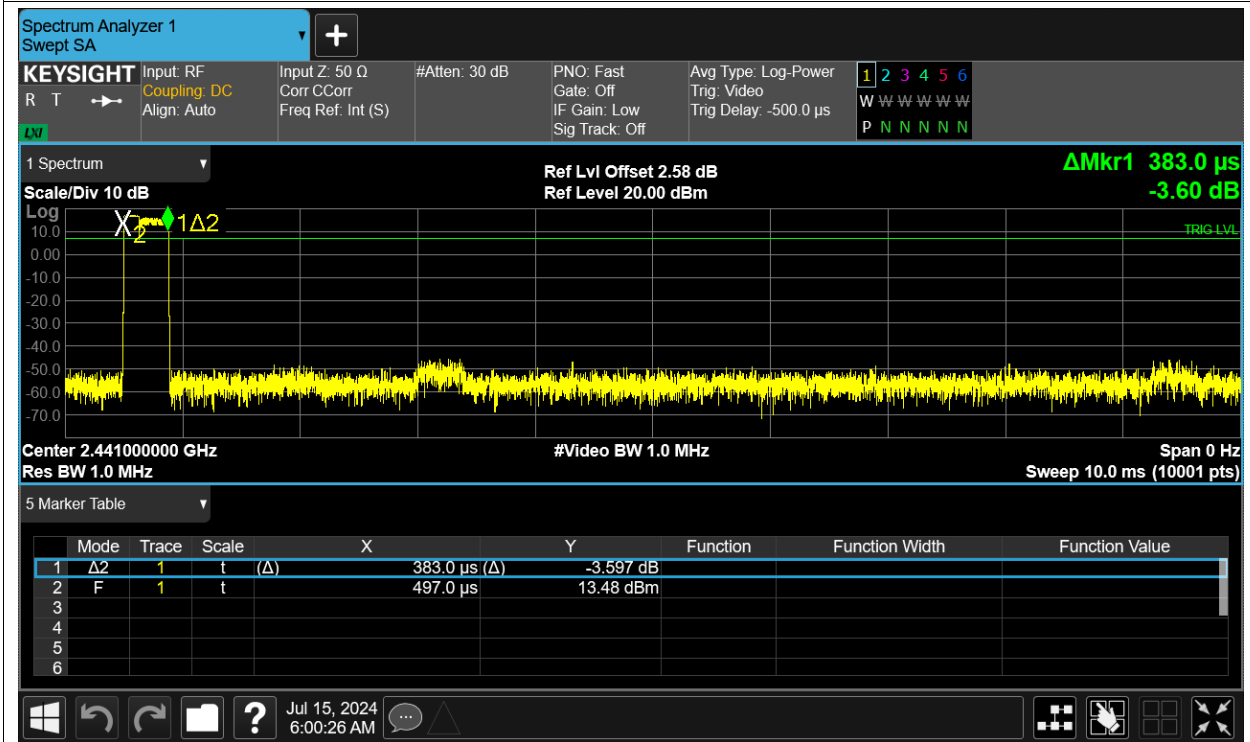 Spectrum Analyzer 1
Swept SA
+
KEYSIGHT Input: RF Input Z: 50 Ω #Atten: 30 dB PNO: Fast Avg Type: Log-Power 1 2 3 4 5 6
R T Coupling: DC Corr CCorr Gate: Off Trig: Video W W W W W W
Align: Auto Freq Ref: Int (S) IF Gain: Low Trig Delay: -500.0 µs
LXI Sig Track: Off P N N N N N
1 Spectrum Ref Lvl Offset 2.58 dB ΔMkr1 383.0 µs
Scale/Div 10 dB Ref Level 20.00 dBm -3.60 dB
Log
X 2 1Δ2
10.0 TRIG LVL
0.00
-10.0
-20.0
-30.0
-40.0
-50.0
-60.0
-70.0
Center 2.441000000 GHz #Video BW 1.0 MHz Span 0 Hz
Res BW 1.0 MHz Sweep 10.0 ms (10001 pts)
5 Marker Table
Mode Trace Scale X Y Function Function Width Function Value
1 Δ2 1 t (Δ) 383.0 µs (Δ) -3.597 dB
2 F 1 t 497.0 µs 13.48 dBm
3
4
5
6
? Jul 15, 2024
6:00:26 AM